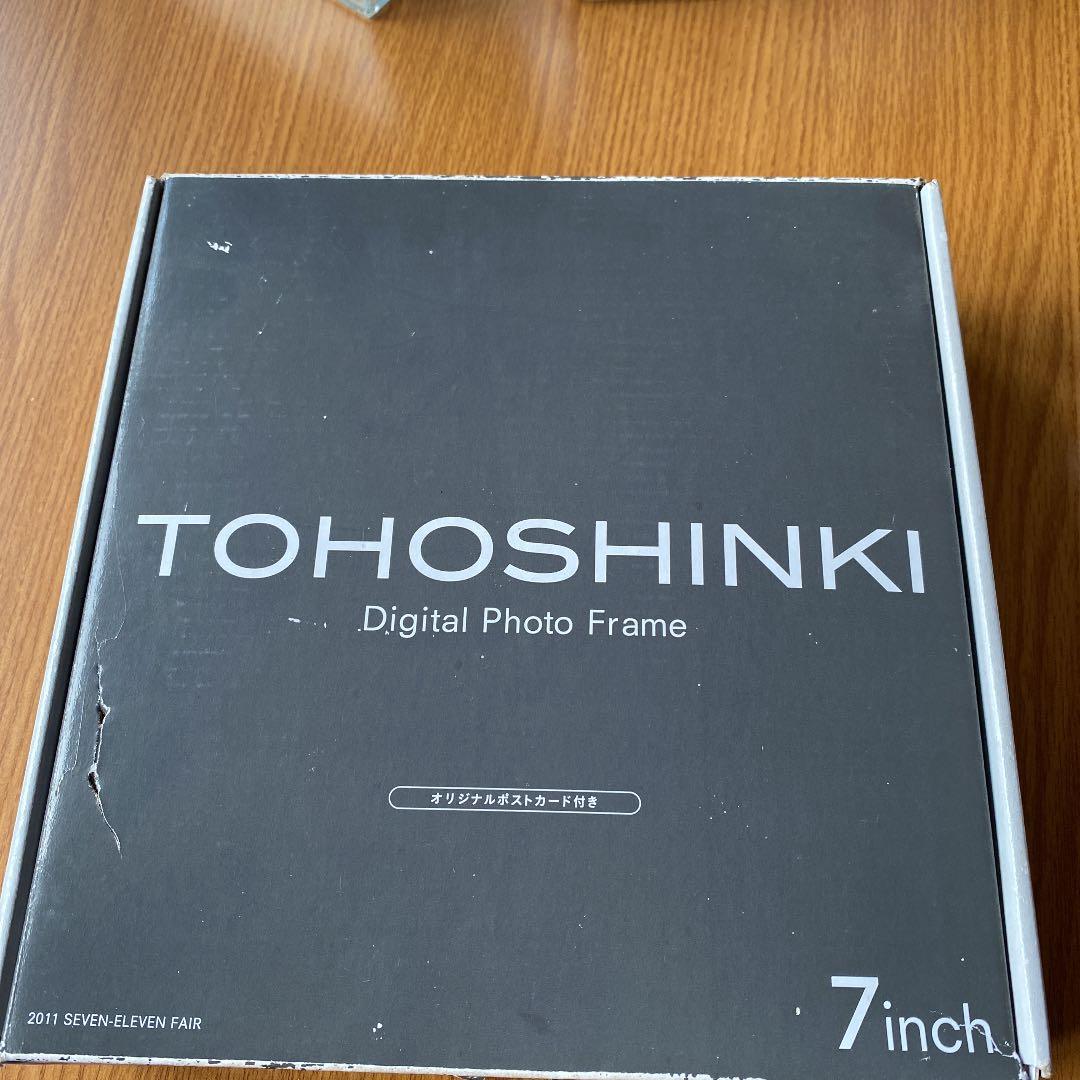 TOHOSHINKI
Digital Photo Frame
オリジナルポストカード付き
2011 SEVEN-ELEVEN FAIR
7inch